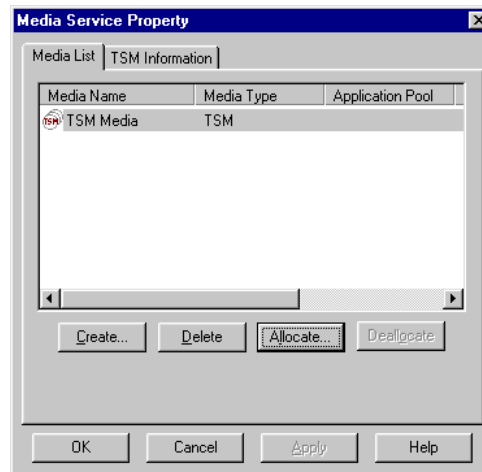 Media Service Property
Media List TSM Information
Media Name Media Type Application Pool
TSM TSM Media TSM
Create... Delete Allocate... Deallocate
OK Cancel Apply Help